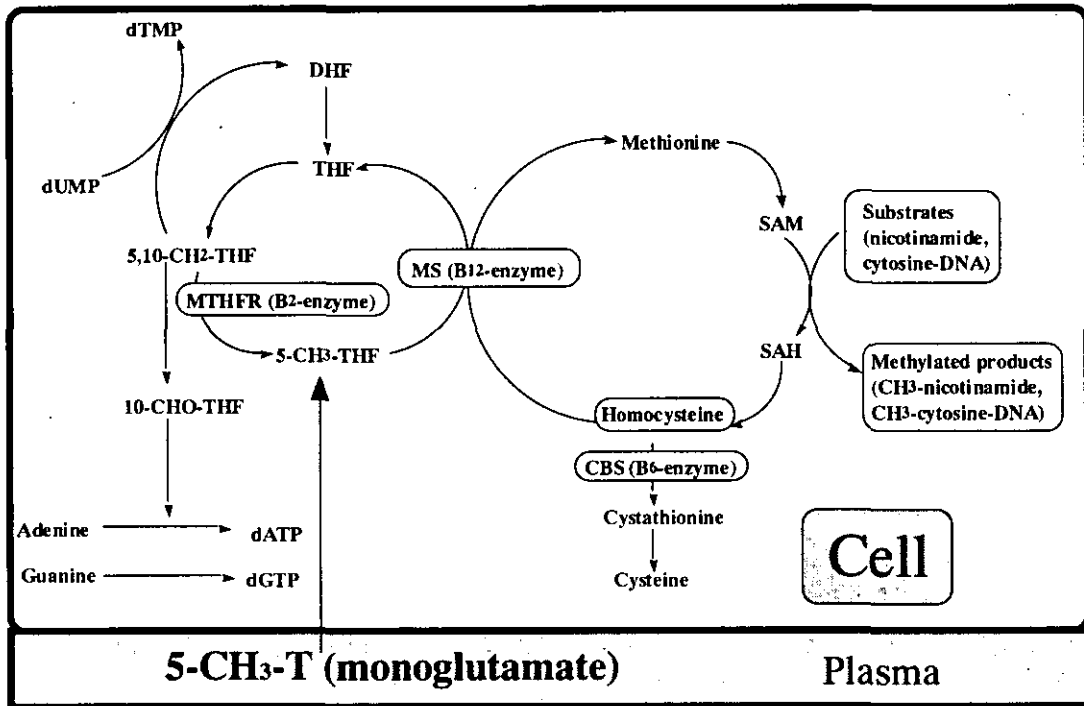 dTMP
DHF
THF
dUMP
5,10-CH2-THF
MTHFR (B2-enzyme)
5-CH3-THF
10-CHO-THF
Adenine
dATP
Guanine
dGTP
MS (B12-enzyme)
Methionine
SAM
Substrates
(nicotinamide,
cytosine-DNA)
SAH
Methylated products
(CH3-nicotinamide,
CH3-cytosine-DNA)
Homocysteine
CBS (B6-enzyme)
Cystathionine
Cysteine
Cell
5-CH3-T (monoglutamate)
Plasma